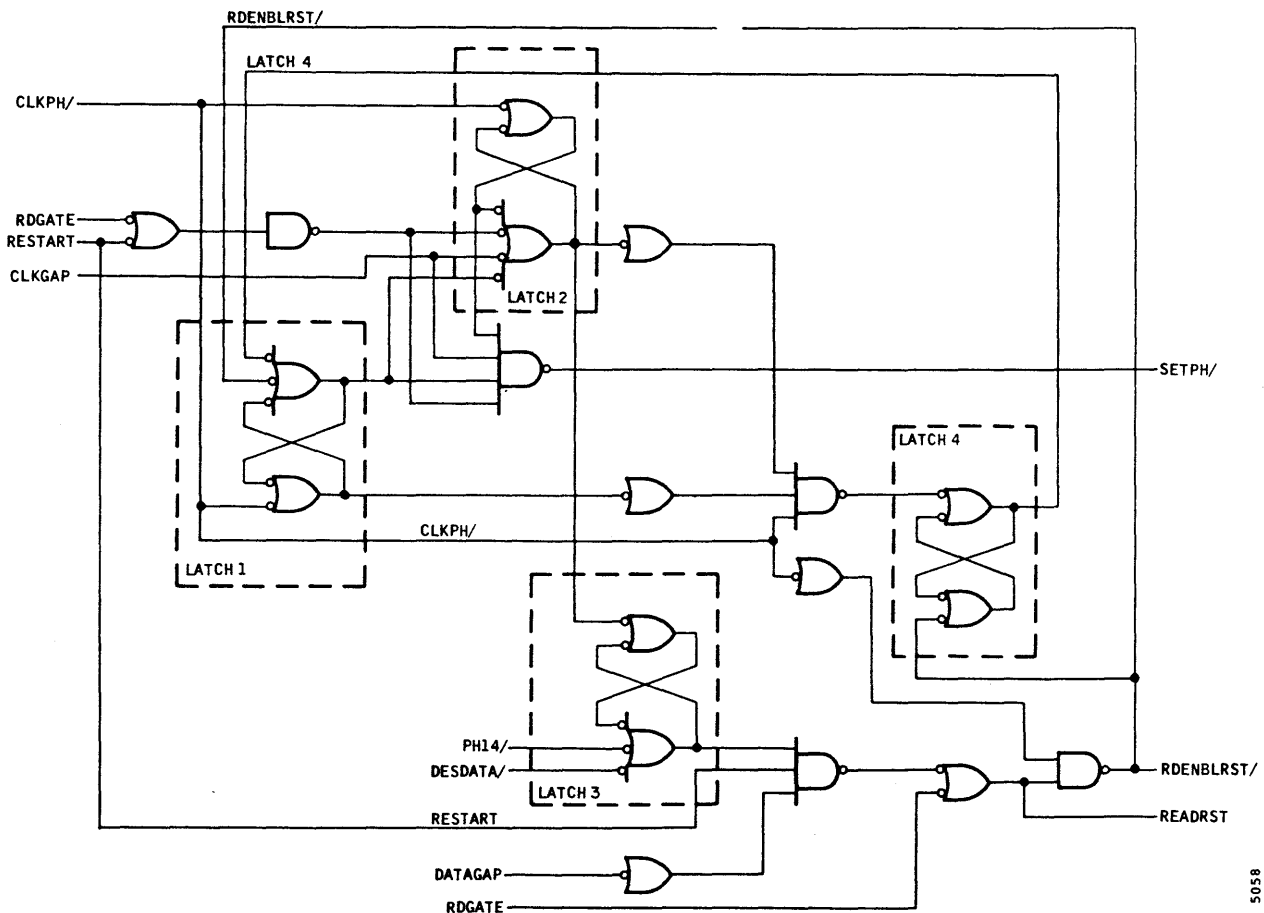 RDENBLRST/
LATCH 4
CLKPH/
RDGATE
RESTART
CLKGAP
LATCH 2
SETPH/
LATCH 4
CLKPH/
LATCH 1
PH14/
DESDATA/
LATCH 3
RDENBLRST/
RESTART
READRST
DATAGAP
RDGATE
5058